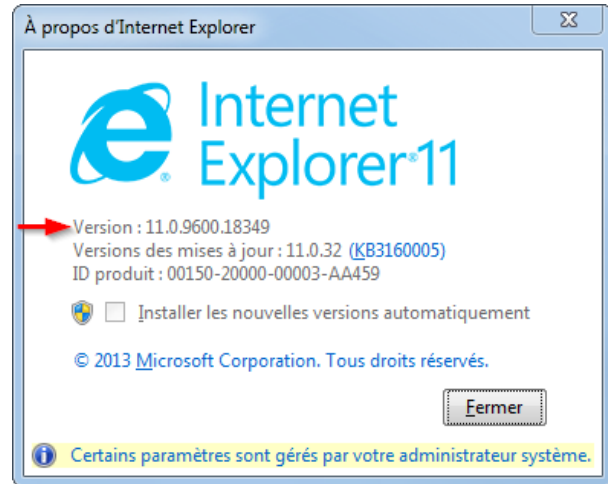 À propos d'Internet Explorer
Internet
Explorer®11
Version : 11.0.9600.18349
Versions des mises à jour : 11.0.32 (KB3160005)
ID produit : 00150-20000-00003-AA459
Installer les nouvelles versions automatiquement
© 2013 Microsoft Corporation. Tous droits réservés.
Fermer
Certains paramètres sont gérés par votre administrateur système.